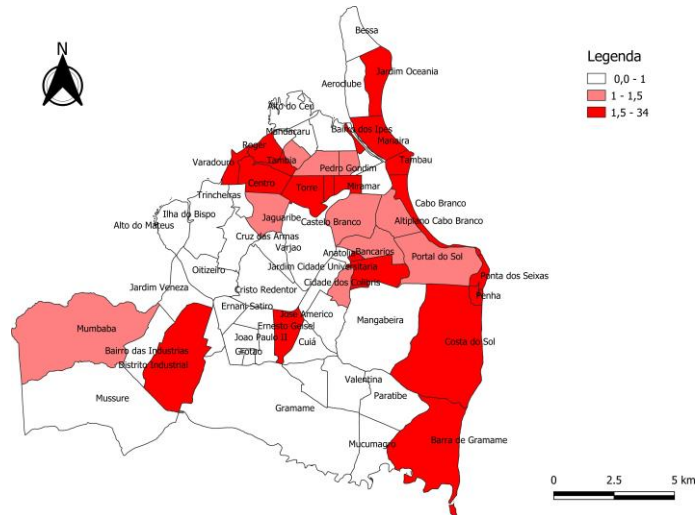 Bessa
N
Legenda
Jardim Oceania
0,0 - 1
Aeroclube
1 - 1,5
Alto do Ceu
1,5 - 34
Mandacaru
Bairro dos Ipes
Manaira
Roger
Tambia
Varadouro
Pedro Gondim
Tambau
Centro
Torre
Miramar
Trincheiras
Cabo Branco
Ilha do Bispo
Jaguaribe
Castelo Branco
Altiplano Cabo Branco
Alto do Mateus
Cruz das Armas
Varjao
Anatolia
Bancarios
Portal do Sol
Oitizeiro
Jardim Cidade Universitaria
Ponta dos Seixas
Jardim Veneza
Cristo Redentor
Cidade dos Colibris
Penha
Ernani Satiro
José Americo
Mumbaba
Ernesto Geisel
Mangabeira
Joao Paulo II
Costa do Sol
Bairro das Industrias
Grotao
Cuiá
Distrito Industrial
Valentina
Mussure
Paratibe
Gramame
Mucumagro
Barra de Gramame
0 2.5 5 km